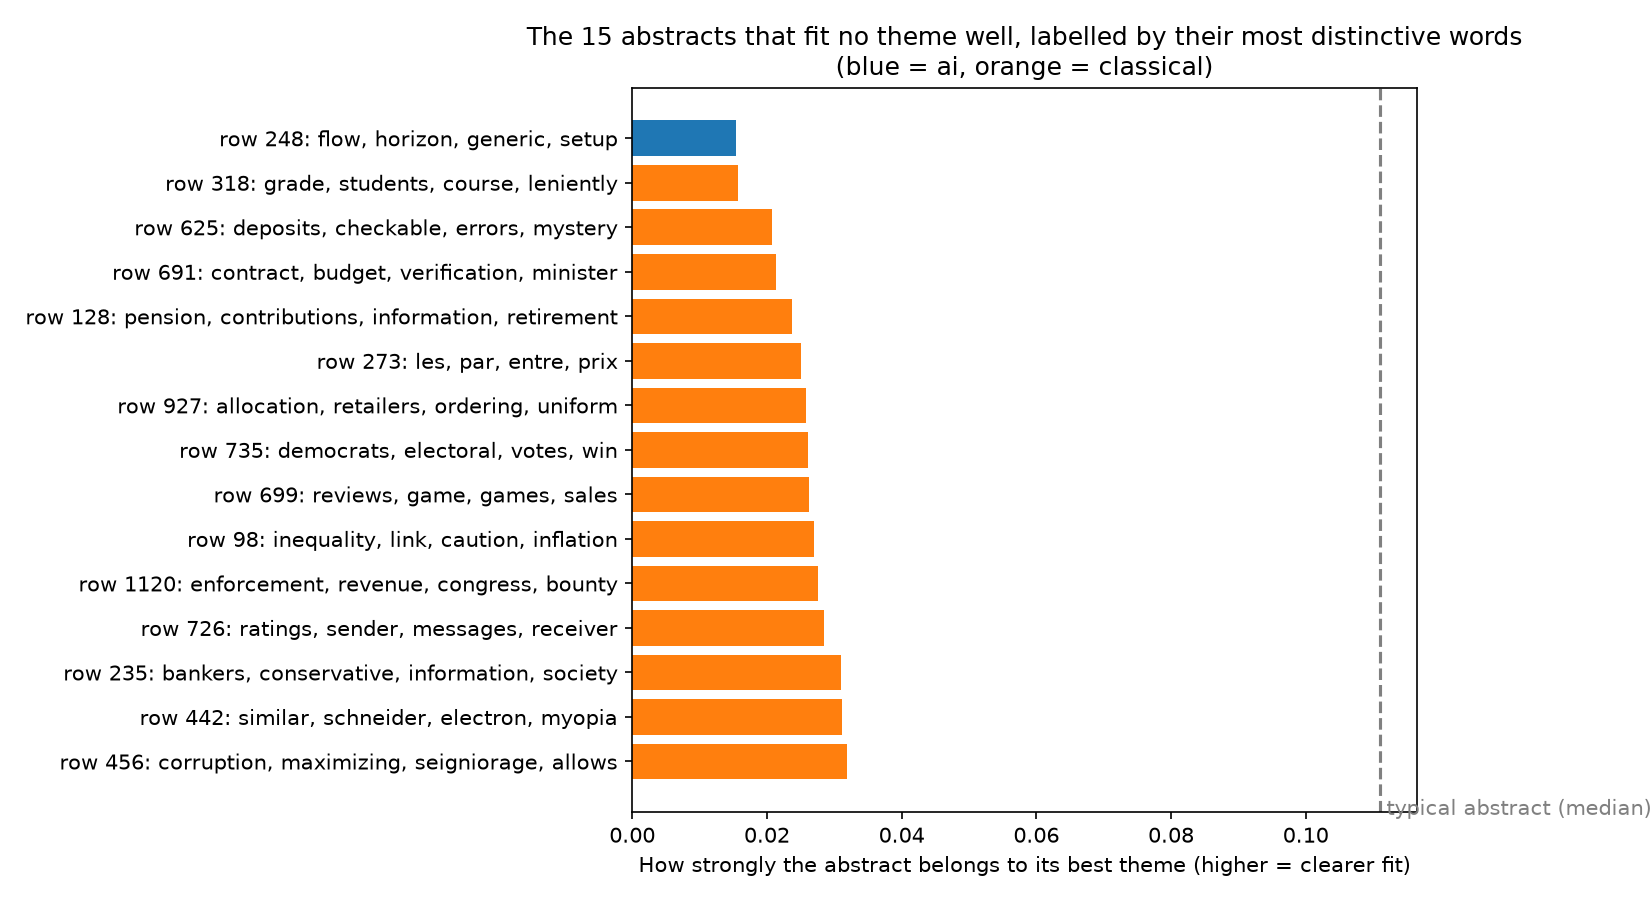 The 15 abstracts that fit no theme well, labelled by their most distinctive words
(blue = ai, orange = classical)
row 248: flow, horizon, generic, setup
row 318: grade, students, course, leniently
row 625: deposits, checkable, errors, mystery
row 691: contract, budget, verification, minister
row 128: pension, contributions, information, retirement
row 273: les, par, entre, prix
row 927: allocation, retailers, ordering, uniform
row 735: democrats, electoral, votes, win
row 699: reviews, game, games, sales
row 98: inequality, link, caution, inflation
row 1120: enforcement, revenue, congress, bounty
row 726: ratings, sender, messages, receiver
row 235: bankers, conservative, information, society
row 442: similar, schneider, electron, myopia
row 456: corruption, maximizing, seigniorage, allows
typical abstract (median)
0.00 0.02 0.04 0.06 0.08 0.10
How strongly the abstract belongs to its best theme (higher = clearer fit)